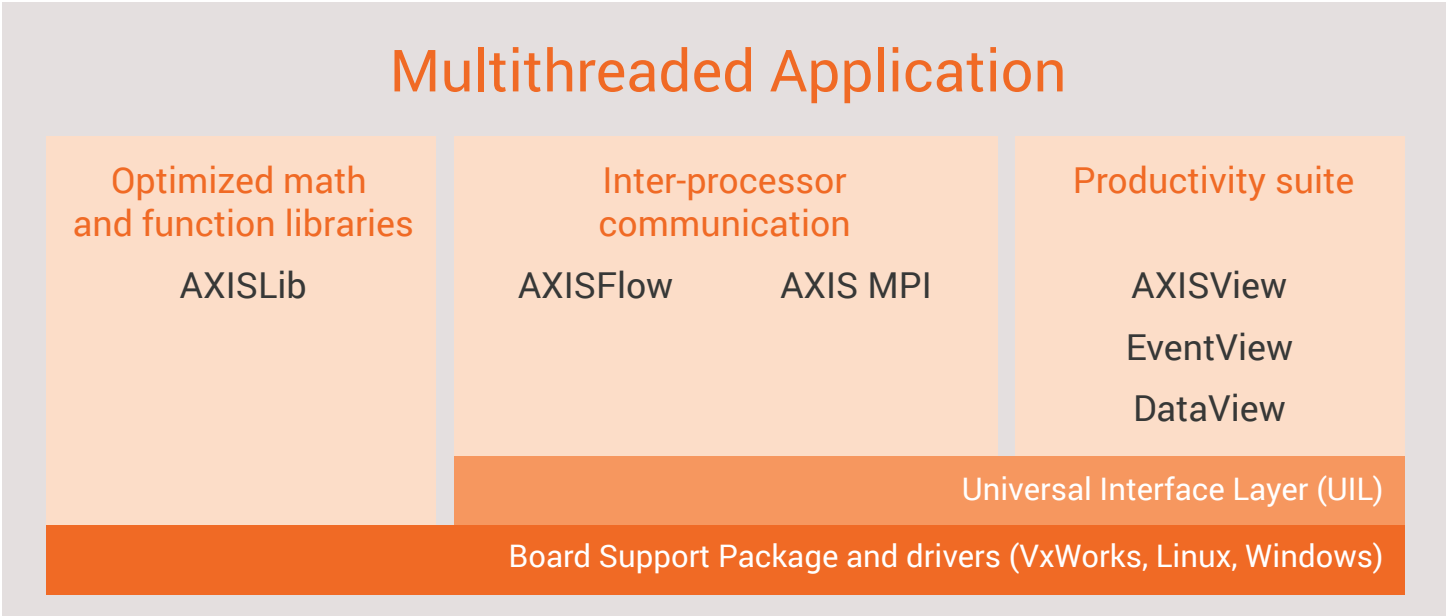 Multithreaded Application
Optimized math
and function libraries
AXISLib
Inter-processor
communication
AXISFlow AXIS MPI
Productivity suite
AXISView
EventView
DataView
Universal Interface Layer (UIL)
Board Support Package and drivers (VxWorks, Linux, Windows)